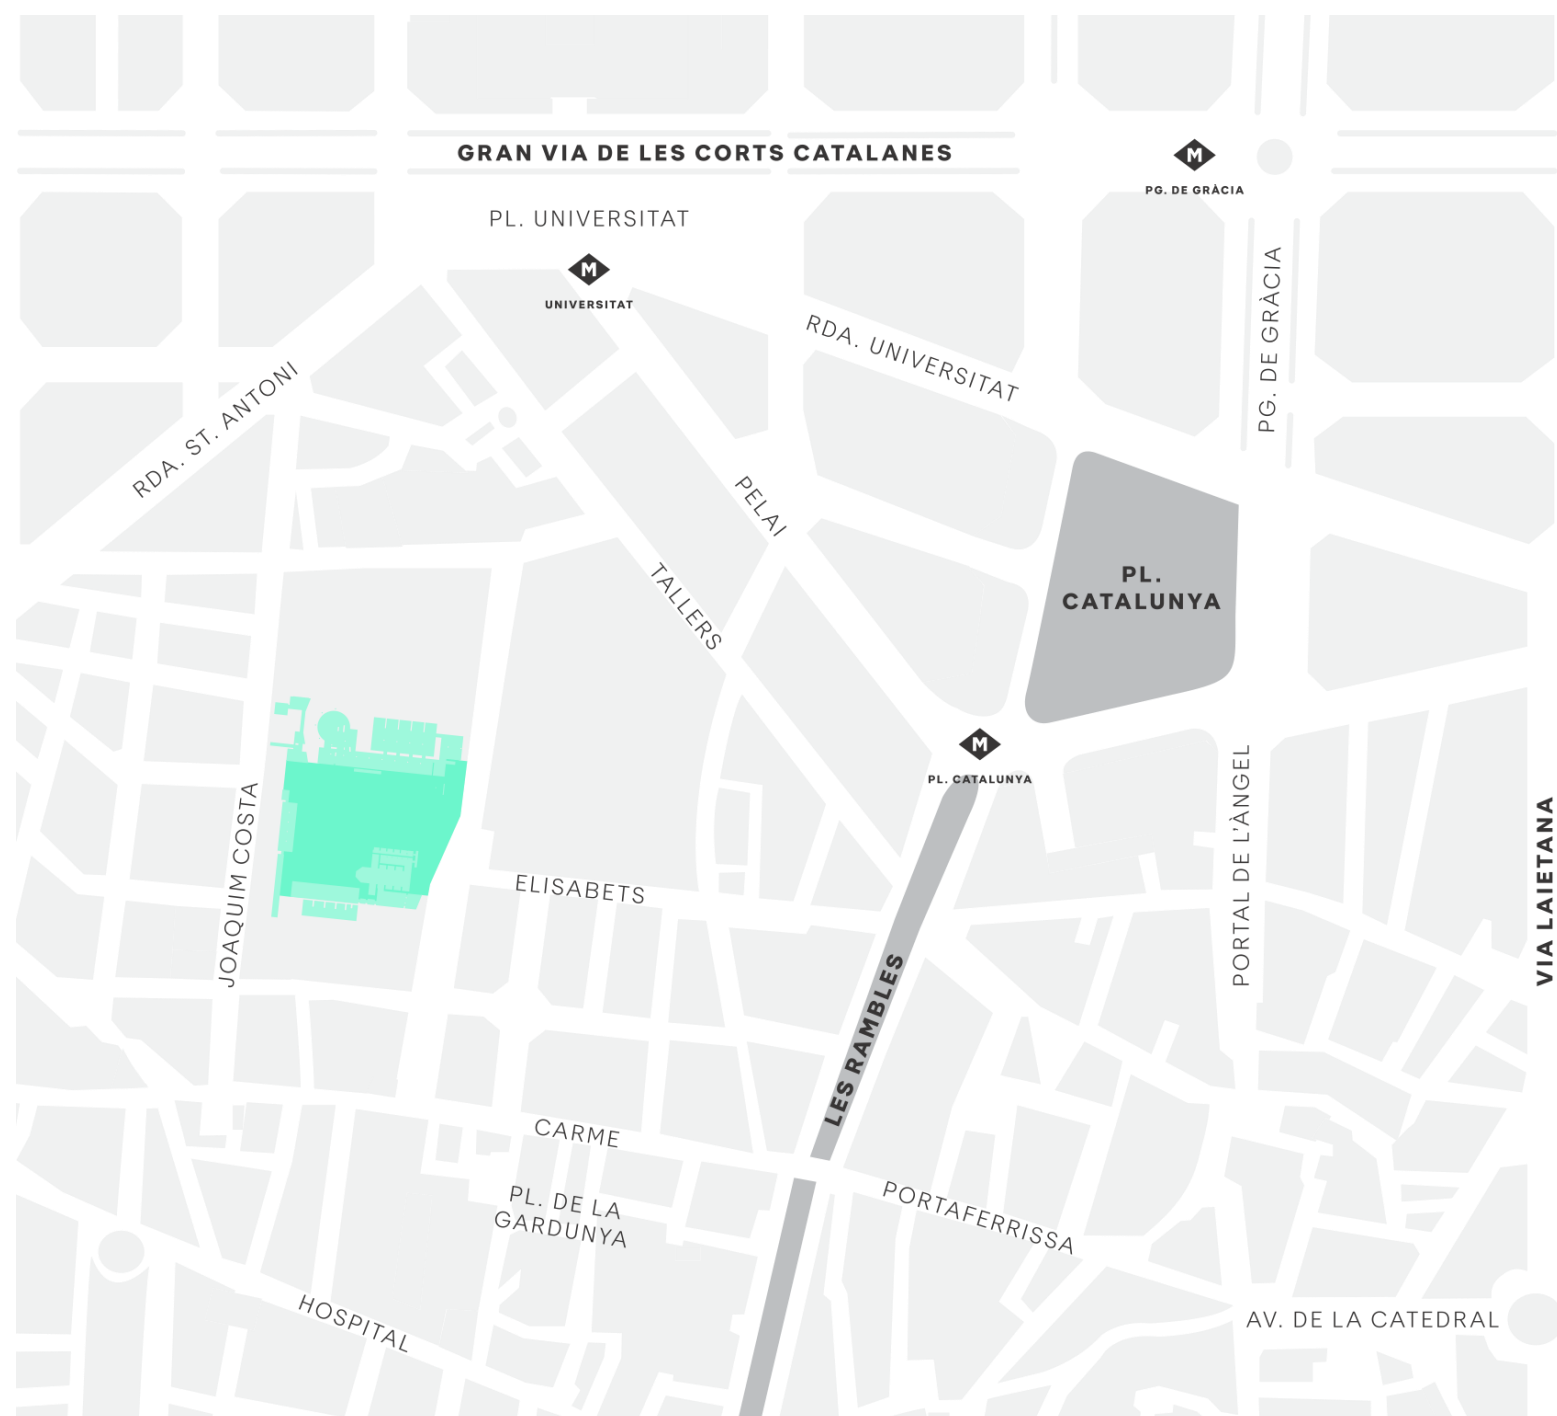 GRAN VIA DE LES CORTS CATALANES
M
PG. DE GRÀCIA
PL. UNIVERSITAT
M
UNIVERSITAT
PG. DE GRÀCIA
RDA. UNIVERSITAT
RDA. ST. ANTONI
PELAI
TALLERS
PL.
CATALUNYA
M
PL. CATALUNYA
JOAQUIM COSTA
PORTAL DE L'ÀNGEL
VIA LAIETANA
ELISABETS
LES RAMBLES
CARME
PL. DE LA
GARDUNYA
PORTAFERRISSA
HOSPITAL
AV. DE LA CATEDRAL